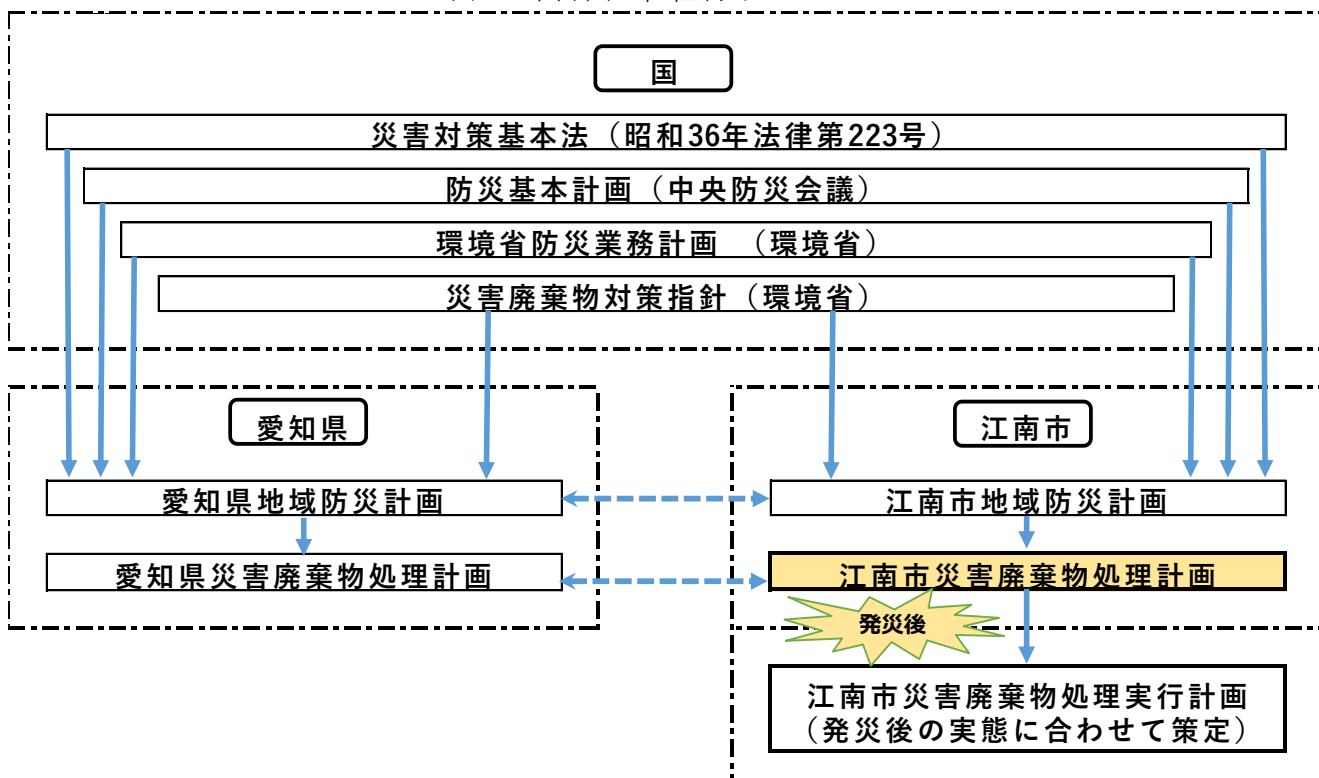 国
災害対策基本法（昭和36年法律第223号）
防災基本計画（中央防災会議）
環境省防災業務計画　（環境省）
災害廃棄物対策指針（環境省）
愛知県
江南市
愛知県地域防災計画
江南市地域防災計画
愛知県災害廃棄物処理計画
江南市災害廃棄物処理計画
発災後
江南市災害廃棄物処理実行計画
（発災後の実態に合わせて策定）